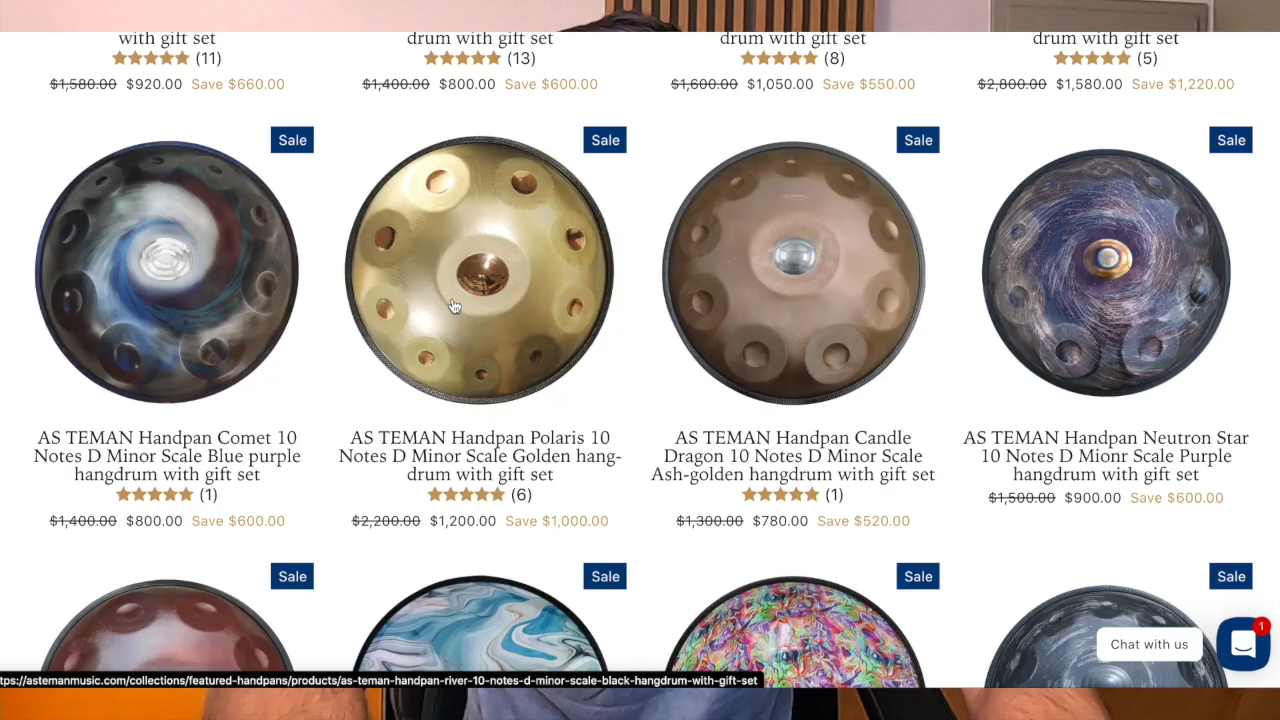 with gift set
drum with gift set
drum with gift set
drum with gift set
(11)
(13)
(8)
(5)
$1,580.00 $920.00 Save $660.00
$1,400.00 $800.00 Save $600.00
$1,600.00 $1,050.00 Save $550.00
$2,800.00 $1,580.00 Save $1,220.00
Sale
Sale
Sale
Sale
AS TEMAN Handpan Comet 10
Notes D Minor Scale Blue purple
hangdrum with gift set
(1)
$1,400.00 $800.00 Save $600.00
AS TEMAN Handpan Polaris 10
Notes D Minor Scale Golden hang-
drum with gift set
(6)
$2,200.00 $1,200.00 Save $1,000.00
AS TEMAN Handpan Candle
Dragon 10 Notes D Minor Scale
Ash-golden hangdrum with gift set
(1)
$1,300.00 $780.00 Save $520.00
AS TEMAN Handpan Neutron Star
10 Notes D Mionr Scale Purple
hangdrum with gift set
$1,500.00 $900.00 Save $600.00
Sale
Sale
Sale
Sale
1
Chat with us
tps://astemanmusic.com/collections/featured-handpans/products/as-teman-handpan-river-10-notes-d-minor-scale-black-hangdrum-with-gift-set